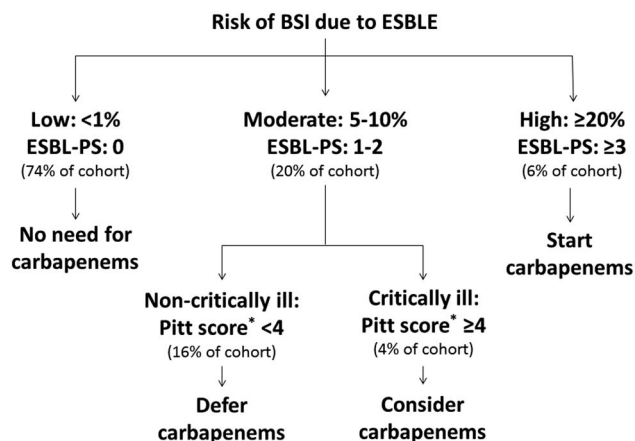 Risk of BSI due to ESBLE
Low: <1%
ESBL-PS: 0
(74% of cohort)
No need for
carbapenems
Moderate: 5-10%
ESBL-PS: 1-2
(20% of cohort)
Non-critically ill:
Pitt score* <4
(16% of cohort)
Defer
carbapenems
Critically ill:
Pitt score* ≥4
(4% of cohort)
Consider
carbapenems
High: ≥20%
ESBL-PS: ≥3
(6% of cohort)
Start
carbapenems